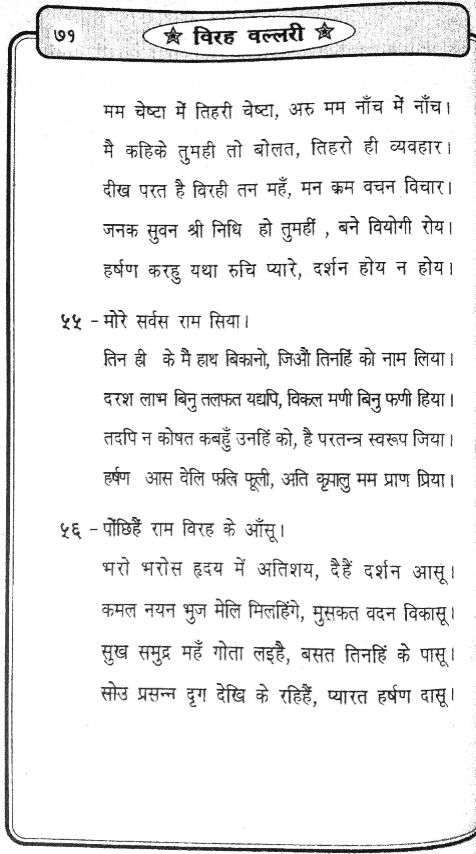 ७१
★ विरह वल्लरी ★
मम चेष्टा में तिहरी चेष्टा, अरु मम नाँच में नाँच।
मै कहिके तुमही तो बोलत, तिहरो ही व्यवहार।
दीख परत है विरही तन महँ, मन क्रम वचन विचार।
जनक सुवन श्री निधि हो तुमहीं , बने वियोगी रोय।
हर्षण करहु यथा रुचि प्यारे, दर्शन होय न होय।
५५ - मोरे सर्वस राम सिया।
तिन ही के मै हाथ बिकानो, जिऔं तिनहिं को नाम लिया।
दरश लाभ बिनु तलफत यद्यपि, विकल मणी बिनु फणी हिया।
तदपि न कोषत कबहुँ उनहिं को, है परतन्त्र स्वरूप जिया।
हर्षण आस वेलि फलि फूली, अति कृपालु मम प्राण प्रिया।
५६ - पोंछिहैं राम विरह के आँसू।
भरो भरोस हृदय में अतिशय, दैहैं दर्शन आसू।
कमल नयन भुज मेलि मिलहिंगे, मुसकत वदन विकासू।
सुख समुद्र महँ गोता लइहै, बसत तिनहिं के पासू।
सोउ प्रसन्न दृग देखि के रहिहैं, प्यारत हर्षण दासू।